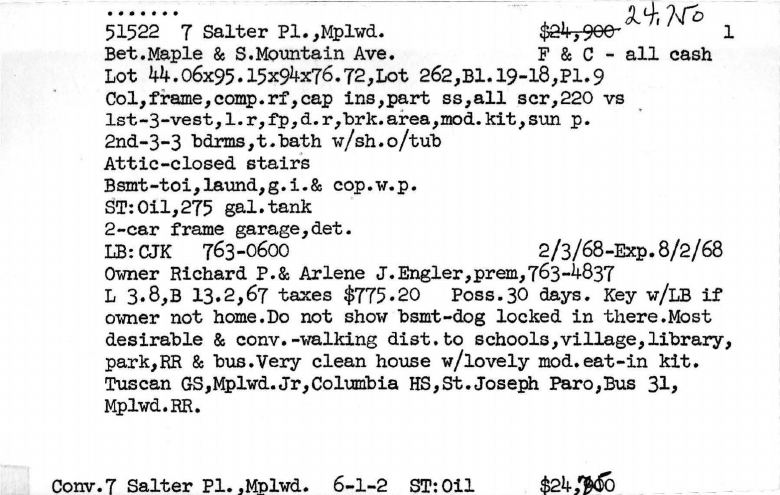 .......
24,750
51522 7 Salter Pl.,Mplwd. $24,900 1
Bet.Maple & S.Mountain Ave. F & C - all cash
Lot 44.06x95.15x94x76.72,Lot 262,Bl.19-18,Pl.9
Col,frame,comp.rf,cap ins,part ss,all scr,220 vs
1st-3-vest,l.r,fp,d.r,brk.area,mod.kit,sun p.
2nd-3-3 bdrms,t.bath w/sh.o/tub
Attic-closed stairs
Bsmt-toi,laund,g.i.& cop.w.p.
ST:Oil,275 gal.tank
2-car frame garage,det.
LB:CJK 763-0600 2/3/68-Exp.8/2/68
Owner Richard P.& Arlene J.Engler,prem,763-4837
L 3.8,B 13.2,67 taxes $775.20 Poss.30 days. Key w/LB if
owner not home.Do not show bsmt-dog locked in there.Most
desirable & conv.-walking dist.to schools,village,library,
park,RR & bus.Very clean house w/lovely mod.eat-in kit.
Tuscan GS,Mplwd.Jr,Columbia HS,St.Joseph Paro,Bus 31,
Mplwd.RR.
Conv.7 Salter Pl.,Mplwd. 6-1-2 ST:Oil